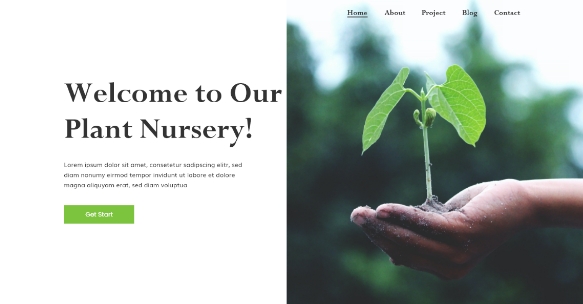 Home About Project Blog Contact
Welcome to Our
Plant Nursery!
Lorem ipsum dolor sit amet, consetetur sadipscing elitr, sed
diam nonumy eirmod tempor invidunt ut labore et dolore
magna aliquyam erat, sed diam voluptua
Get Start